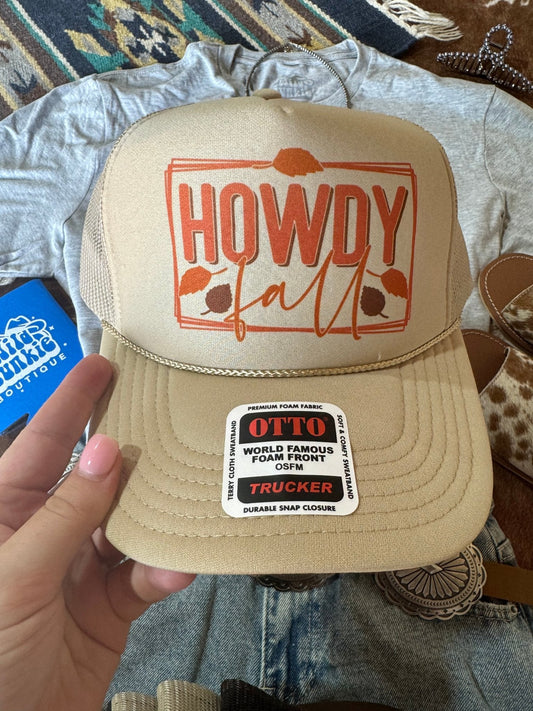 HOWDY
fall
PREMIUM FOAM FABRIC
TERRY CLOTH SWEATBAND
OTTO
WORLD FAMOUS
FOAM FRONT
OSFM
TRUCKER
SOFT & COMFY SWEATBAND
DURABLE SNAP CLOSURE
BOUTIQUE